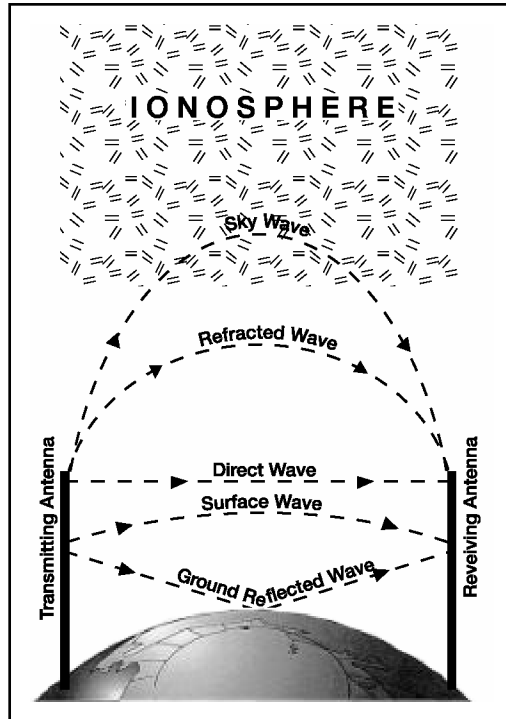 IONOSPHERE
Sky Wave
Refracted Wave
Direct Wave
Surface Wave
Ground Reflected Wave
Transmitting Antenna
Reveiving Antenna